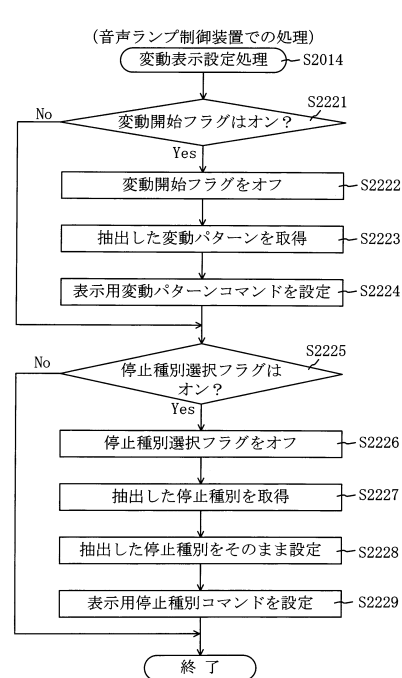 (音声ランプ制御装置での処理)
変動表示設定処理 S2014
S2221
No
変動開始フラグはオン？
Yes
変動開始フラグをオフ S2222
抽出した変動パターンを取得 S2223
表示用変動パターンコマンドを設定 S2224
S2225
No
停止種別選択フラグは
オン？
Yes
停止種別選択フラグをオフ S2226
抽出した停止種別を取得 S2227
抽出した停止種別をそのまま設定 S2228
表示用停止種別コマンドを設定 S2229
終 了